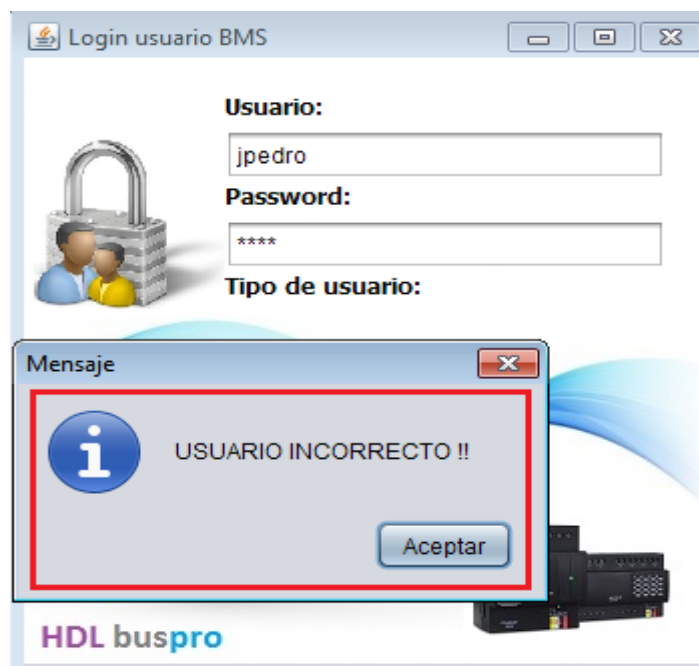 Login usuario BMS
Usuario:
jpedro
Password:
****
Tipo de usuario:
Mensaje
USUARIO INCORRECTO !!
Aceptar
HDL buspro